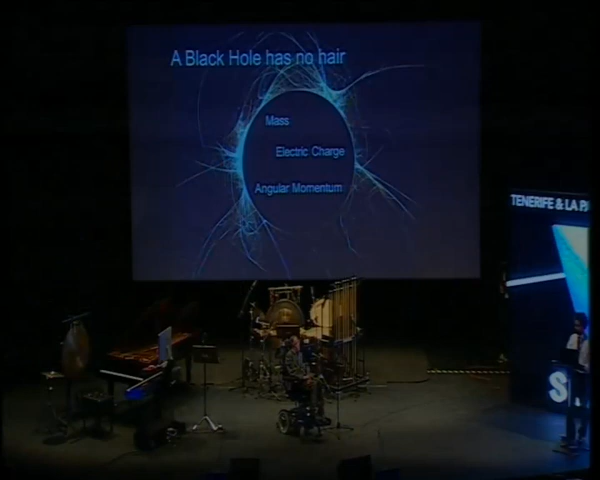 A Black Hole has no hair
Mass
Electric Charge
Angular Momentum
TENERIFE & LA